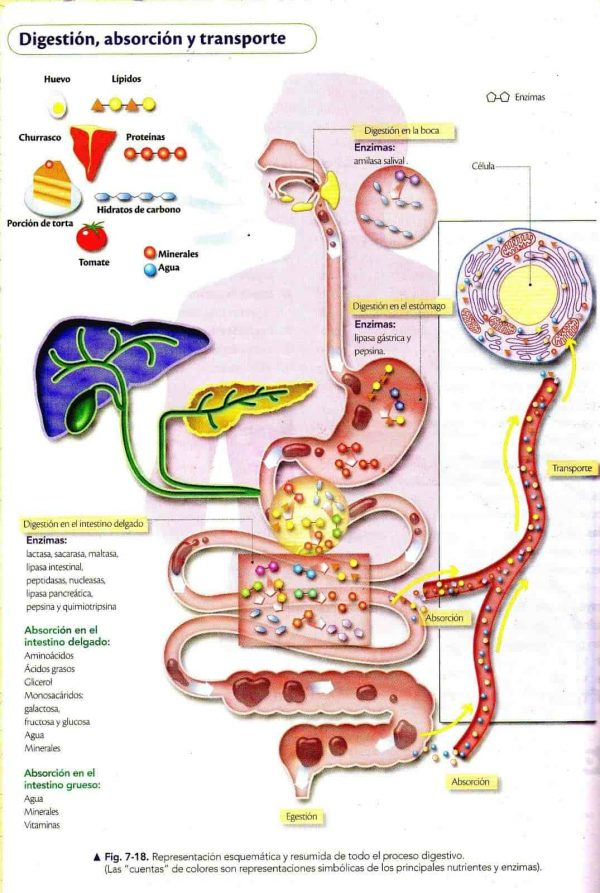 Digestión, absorción y transporte
Huevo
Lípidos
Churrasco
Proteínas
Porción de torta
Hidratos de carbono
Tomate
Minerales
Agua
Enzimas
Digestión en la boca
Enzimas:
amilasa salival.
Célula
Digestión en el estómago
Enzimas:
lipasa gástrica y
pepsina.
Transporte
Digestión en el intestino delgado
Enzimas:
lactasa, sacarasa, maltasa,
lipasa intestinal,
peptidasas, nucleasas,
lipasa pancreática,
pepsina y quimiotripsina
Absorción
Absorción en el
intestino delgado:
Aminoácidos
Ácidos grasos
Glicerol
Monosacáridos:
galactosa,
fructosa y glucosa
Agua
Minerales
Absorción en el
intestino grueso:
Agua
Minerales
Vitaminas
Absorción
Egestión
▲ Fig. 7-18. Representación esquemática y resumida de todo el proceso digestivo.
(Las "cuentas" de colores son representaciones simbólicas de los principales nutrientes y enzimas).